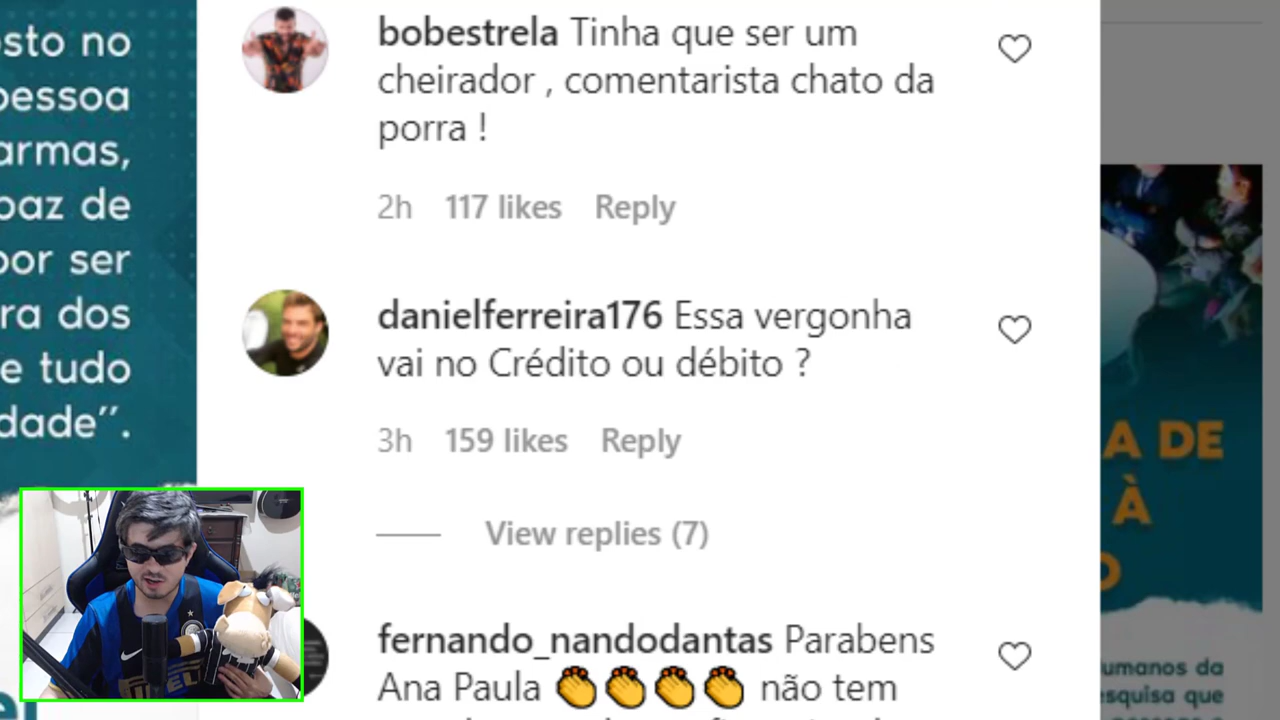 sto no
pessoa
armas,
paz de
por ser
ra dos
e tudo
dade”.
bobestrela Tinha que ser um
cheirador , comentarista chato da
porra !
2h 117 likes Reply
danielferreira176 Essa vergonha
vai no Crédito ou débito ?
3h 159 likes Reply
View replies (7)
fernando_nandodantas Parabens
Ana Paula 👏👏👏👏 não tem
A DE
À
O
umanos da
esquisa que